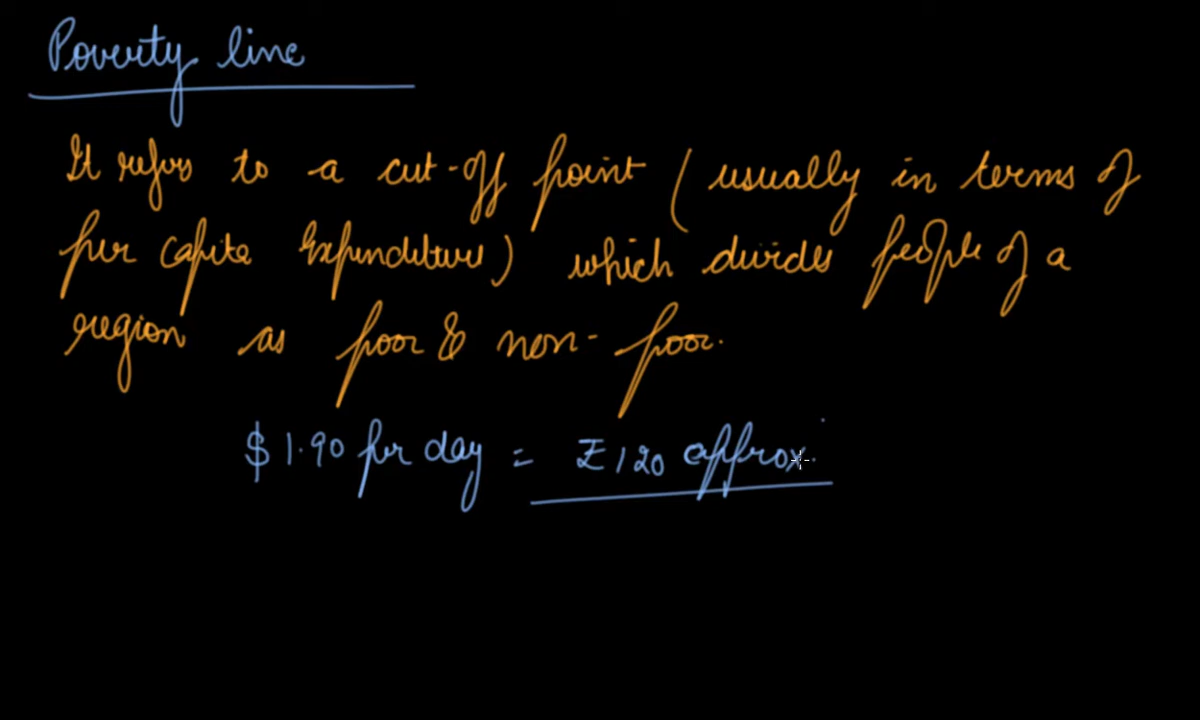 Poverty line
It refers to a cut-off point (usually in terms of
per capita Expenditure) which divides people of a
region as poor & non-poor.
$1.90 per day = ₹120 approx.